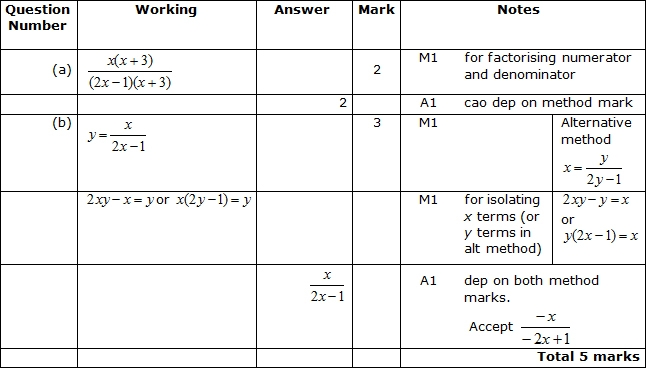 Question Number Working Answer Mark Notes
(a) x(x+3)/((2x−1)(x+3)) 2 M1 for factorising numerator and denominator
2 A1 cao dep on method mark
(b) y = x/(2x−1) 3 M1 Alternative method x = y/(2y−1)
2xy − x = y or x(2y−1) = y M1 for isolating x terms (or y terms in alt method) 2xy − y = x or y(2x−1) = x
x/(2x−1) A1 dep on both method marks.
Accept −x/(−2x+1)
Total 5 marks